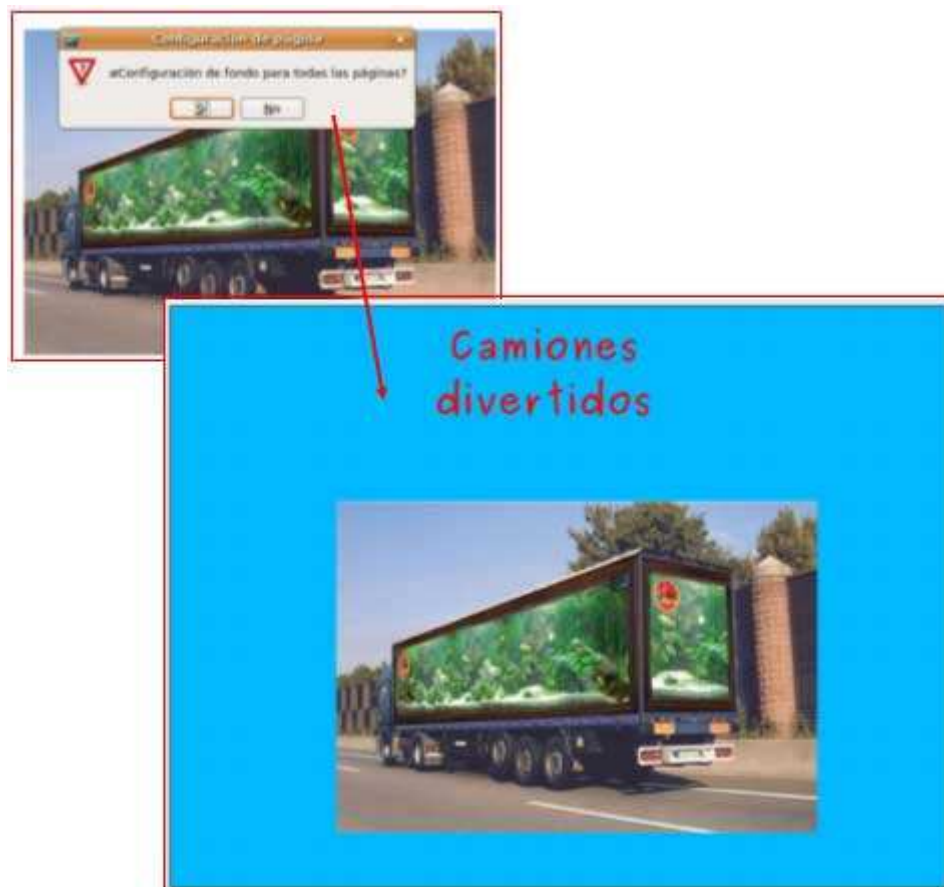 Configuración de página
¿Configuración de fondo para todas las páginas?
Sí
No
Camiones
divertidos